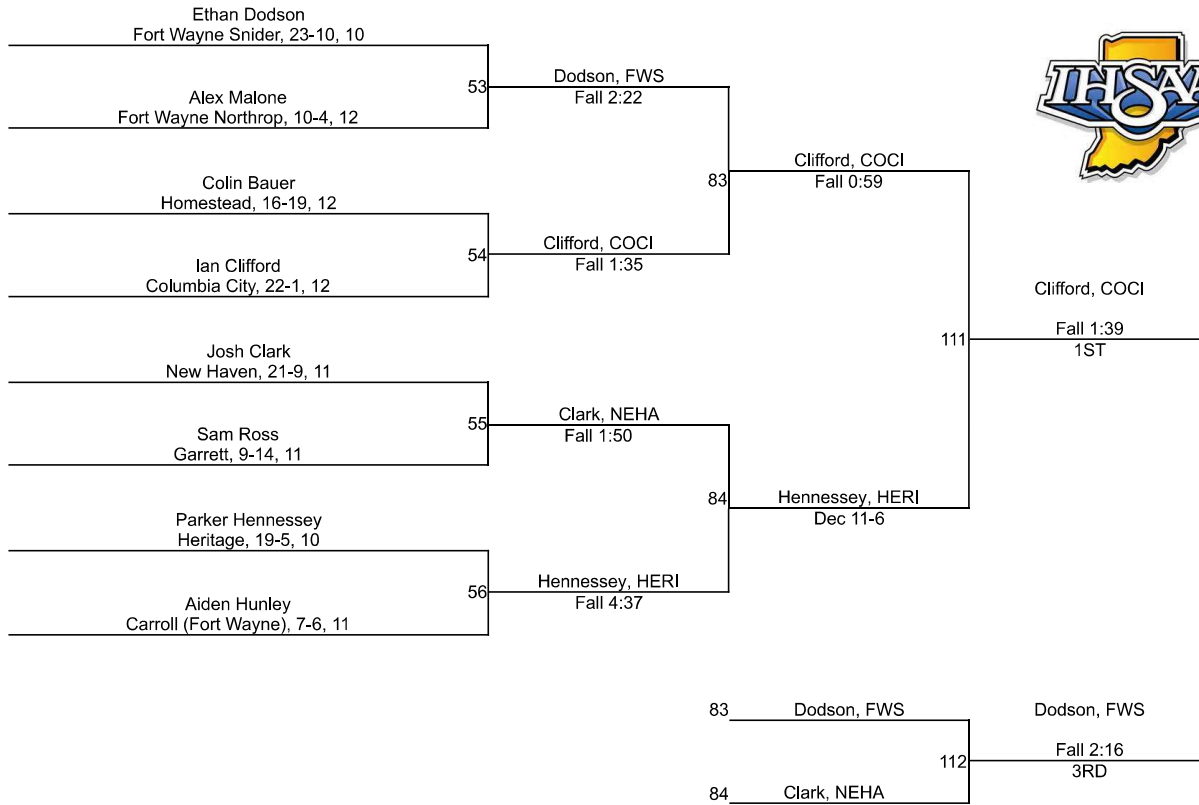 Ethan Dodson
Fort Wayne Snider, 23-10, 10
Alex Malone
Fort Wayne Northrop, 10-4, 12
Colin Bauer
Homestead, 16-19, 12
Ian Clifford
Columbia City, 22-1, 12
Josh Clark
New Haven, 21-9, 11
Sam Ross
Garrett, 9-14, 11
Parker Hennessey
Heritage, 19-5, 10
Aiden Hunley
Carroll (Fort Wayne), 7-6, 11
53
Dodson, FWS
Fall 2:22
54
Clifford, COCI
Fall 1:35
55
Clark, NEHA
Fall 1:50
56
Hennessey, HERI
Fall 4:37
83
Clifford, COCI
Fall 0:59
84
Hennessey, HERI
Dec 11-6
111
Clifford, COCI
Fall 1:39
1ST
83
Dodson, FWS
84
Clark, NEHA
112
Dodson, FWS
Fall 2:16
3RD
IHSAA